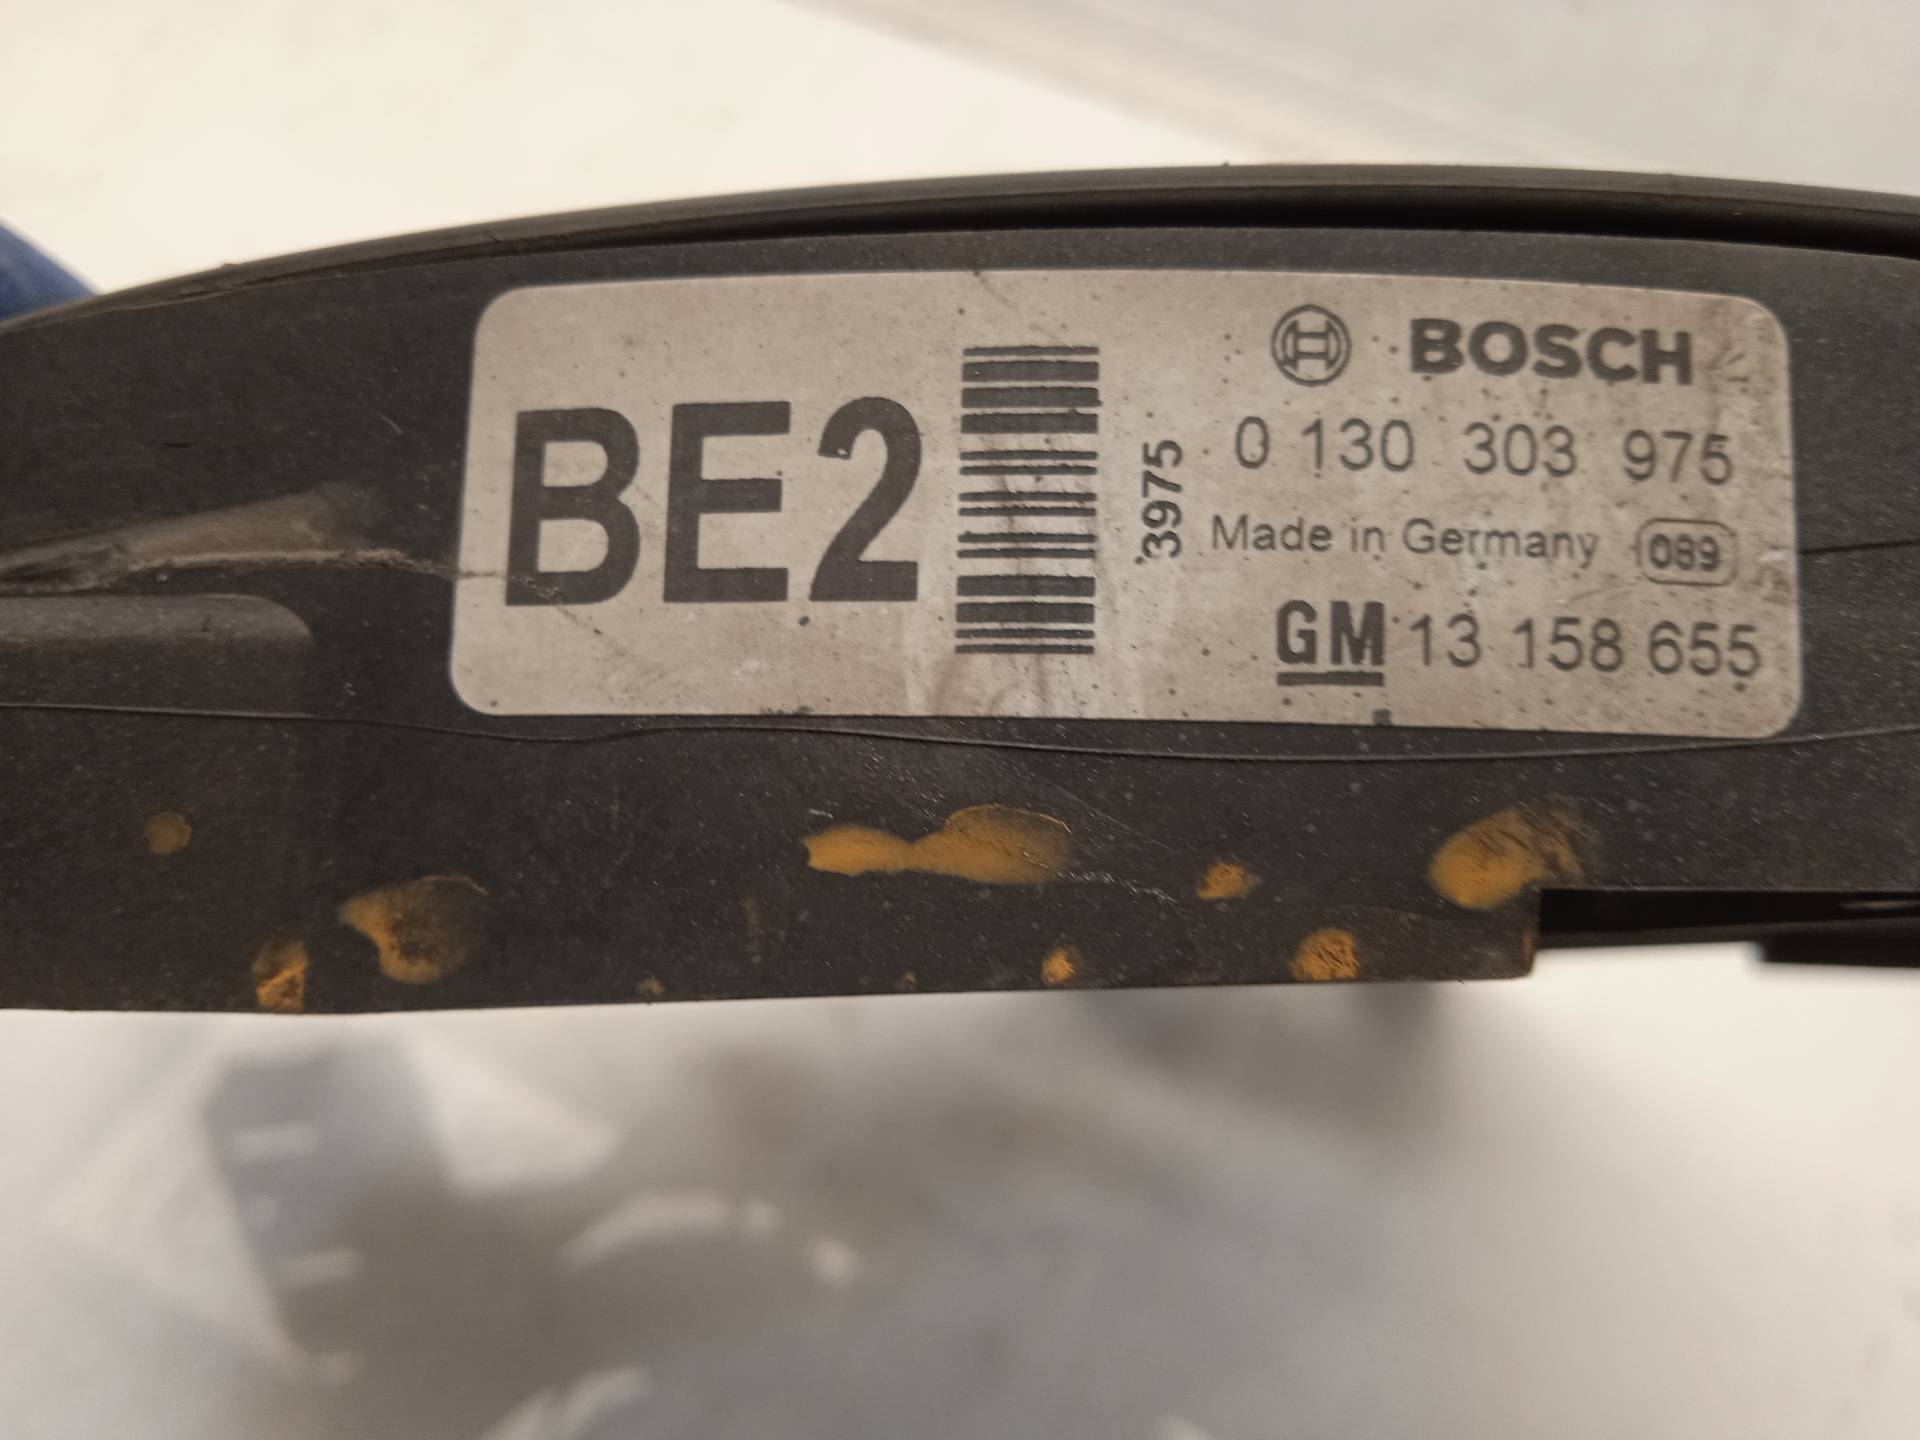 BE2
3975
BOSCH
0 130 303 975
Made in Germany 089
GM 13 158 655